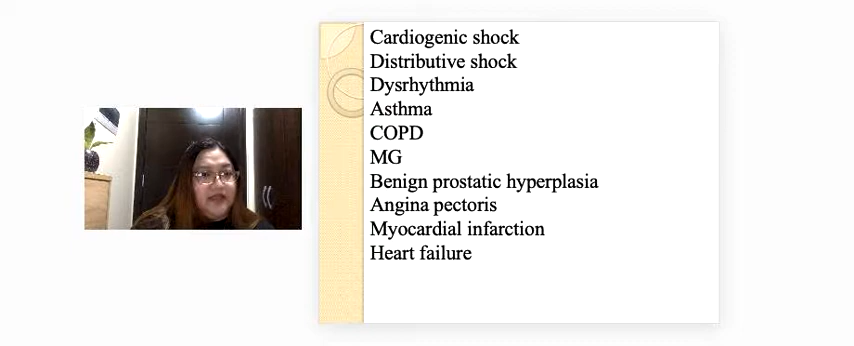 Cardiogenic shock
Distributive shock
Dysrhythmia
Asthma
COPD
MG
Benign prostatic hyperplasia
Angina pectoris
Myocardial infarction
Heart failure